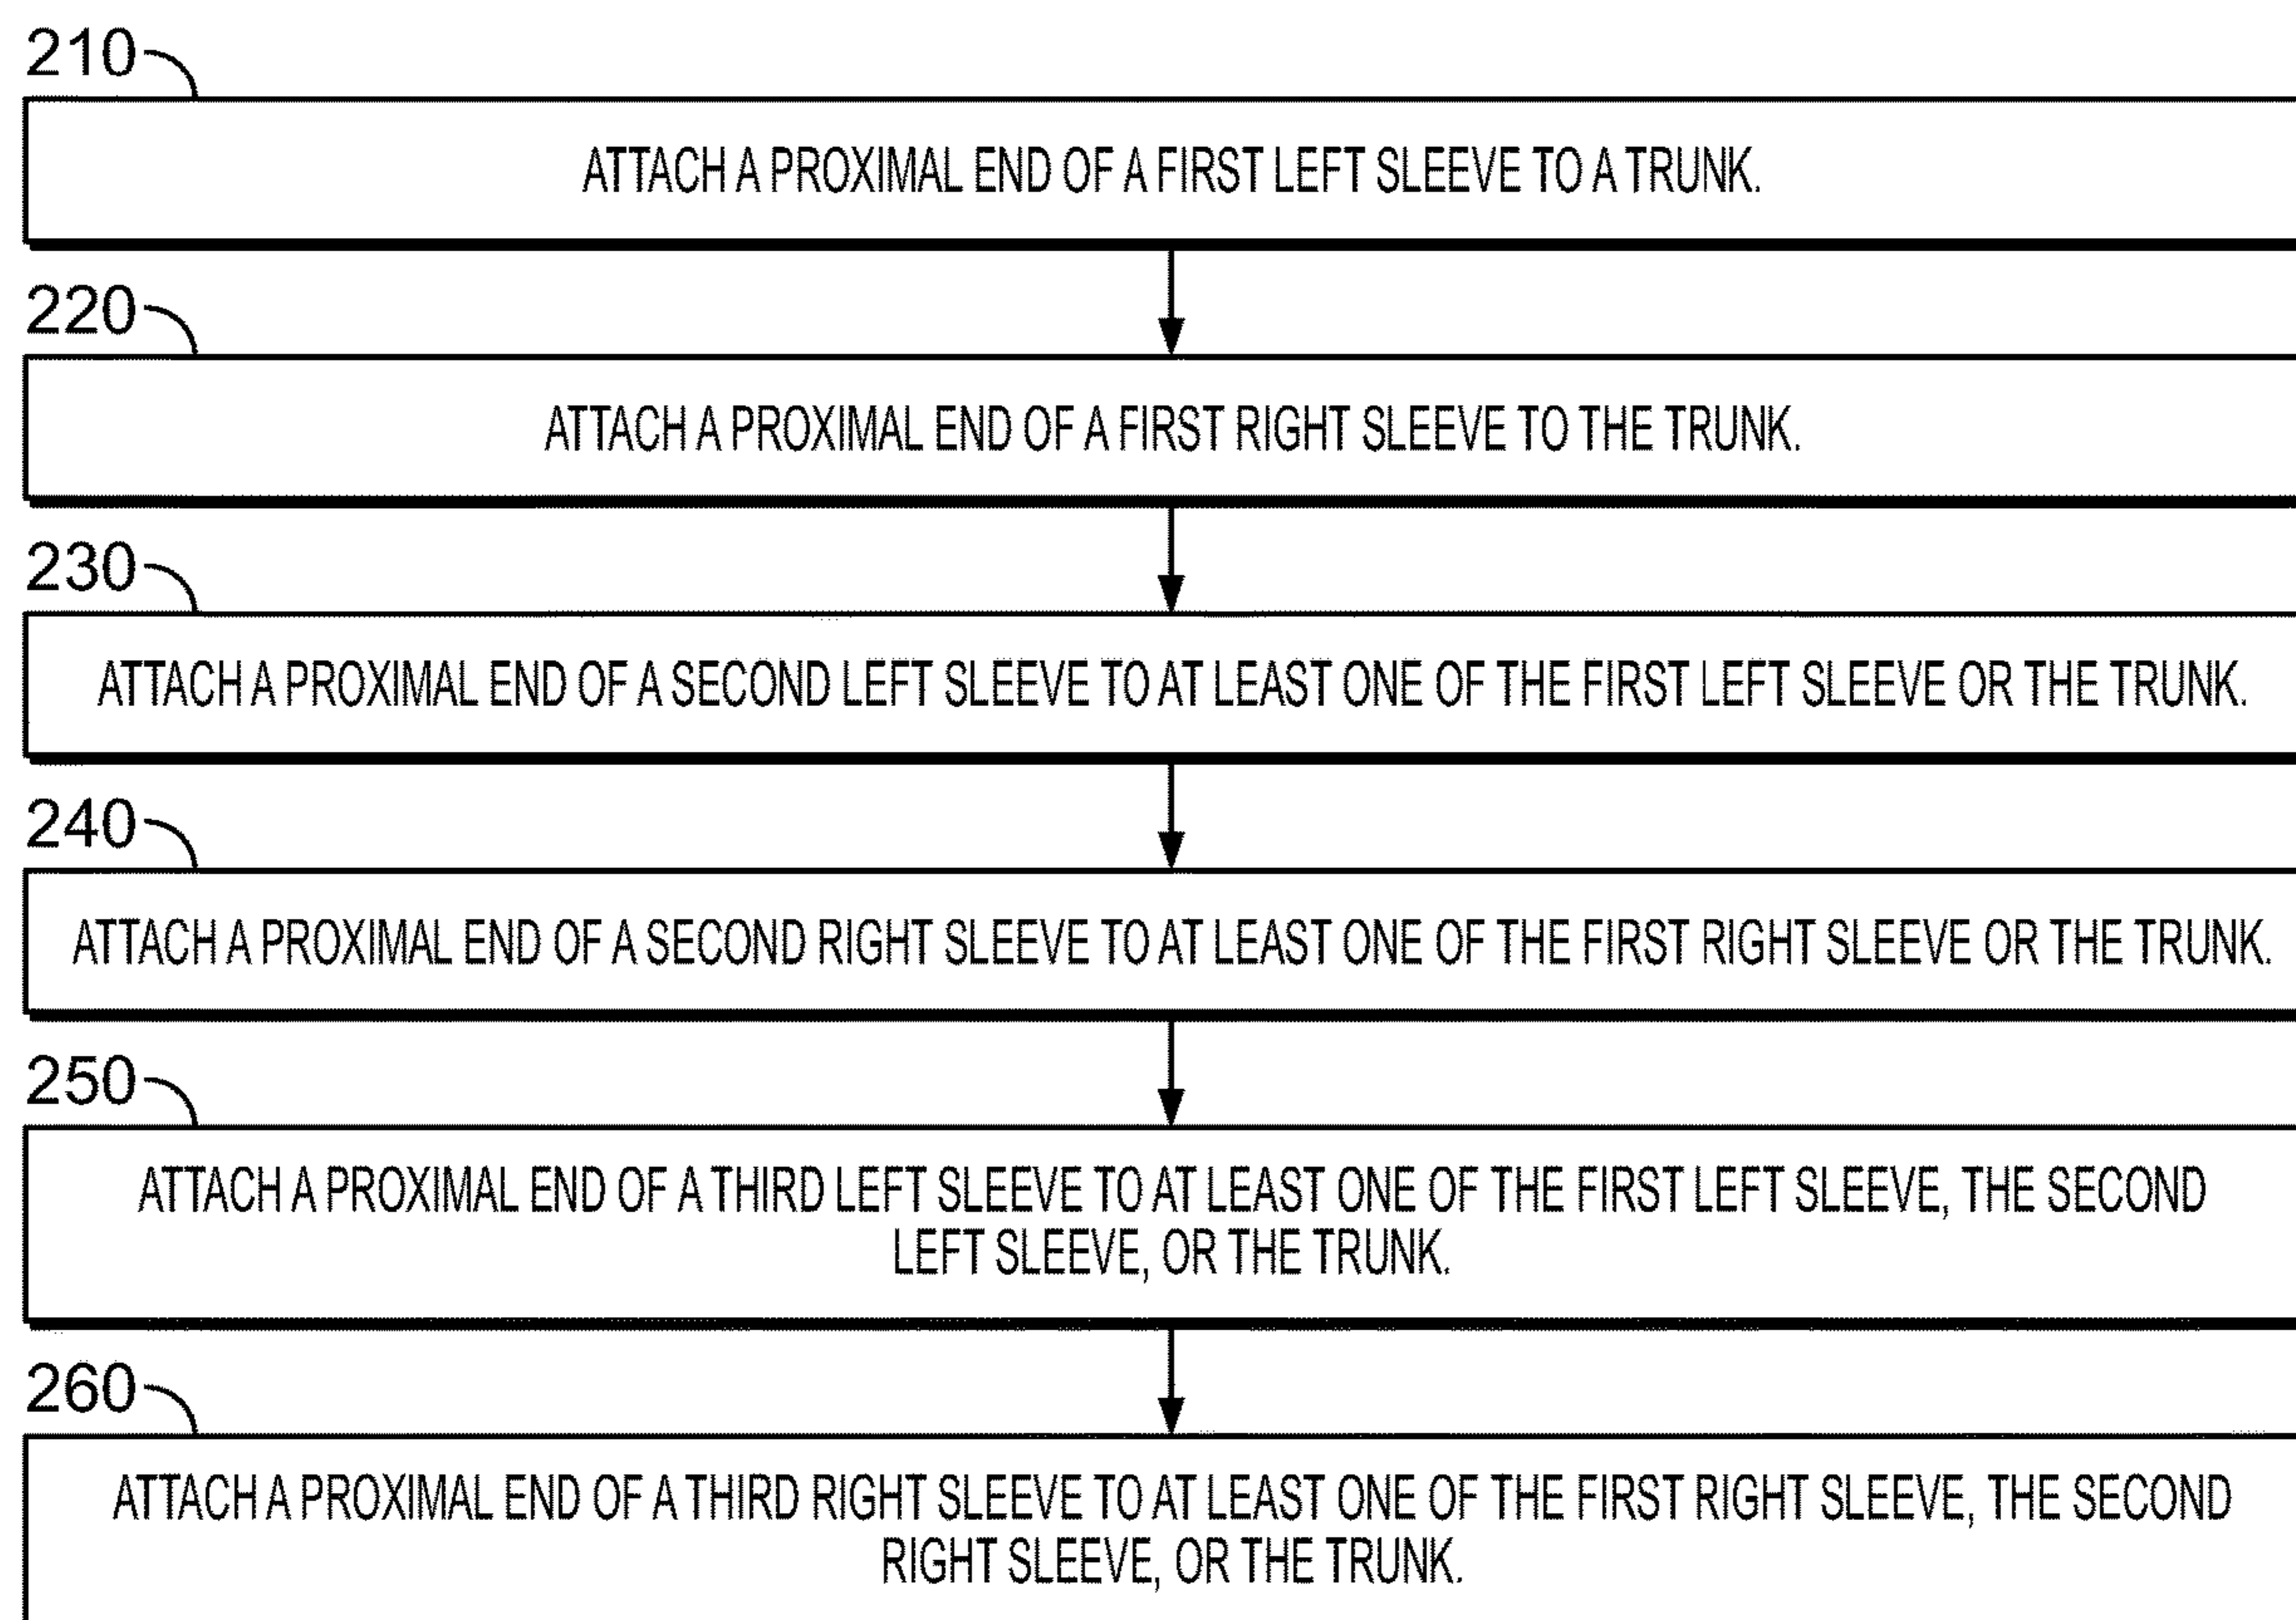 210
ATTACH A PROXIMAL END OF A FIRST LEFT SLEEVE TO A TRUNK.
220
ATTACH A PROXIMAL END OF A FIRST RIGHT SLEEVE TO THE TRUNK.
230
ATTACH A PROXIMAL END OF A SECOND LEFT SLEEVE TO AT LEAST ONE OF THE FIRST LEFT SLEEVE OR THE TRUNK.
240
ATTACH A PROXIMAL END OF A SECOND RIGHT SLEEVE TO AT LEAST ONE OF THE FIRST RIGHT SLEEVE OR THE TRUNK.
250
ATTACH A PROXIMAL END OF A THIRD LEFT SLEEVE TO AT LEAST ONE OF THE FIRST LEFT SLEEVE, THE SECOND
LEFT SLEEVE, OR THE TRUNK.
260
ATTACH A PROXIMAL END OF A THIRD RIGHT SLEEVE TO AT LEAST ONE OF THE FIRST RIGHT SLEEVE, THE SECOND
RIGHT SLEEVE, OR THE TRUNK.